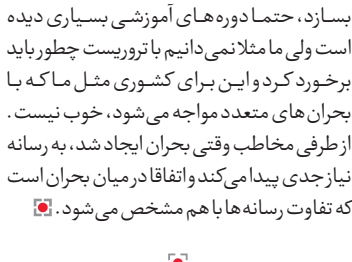 بسازد، حتما دوره‌های آموزشی بسیاری دیده
است ولی ما مثلا نمی‌دانیم با تروریست چطور باید
برخورد کرد و این برای کشوری مثل ما که با
بحران‌های متعدد مواجه می‌شود، خوب نیست.
از طرفی مخاطب وقتی بحران ایجاد شد، به رسانه
نیاز جدی پیدا می‌کند و اتفاقا در میان بحران است
که تفاوت رسانه‌ها با هم مشخص می‌شود.